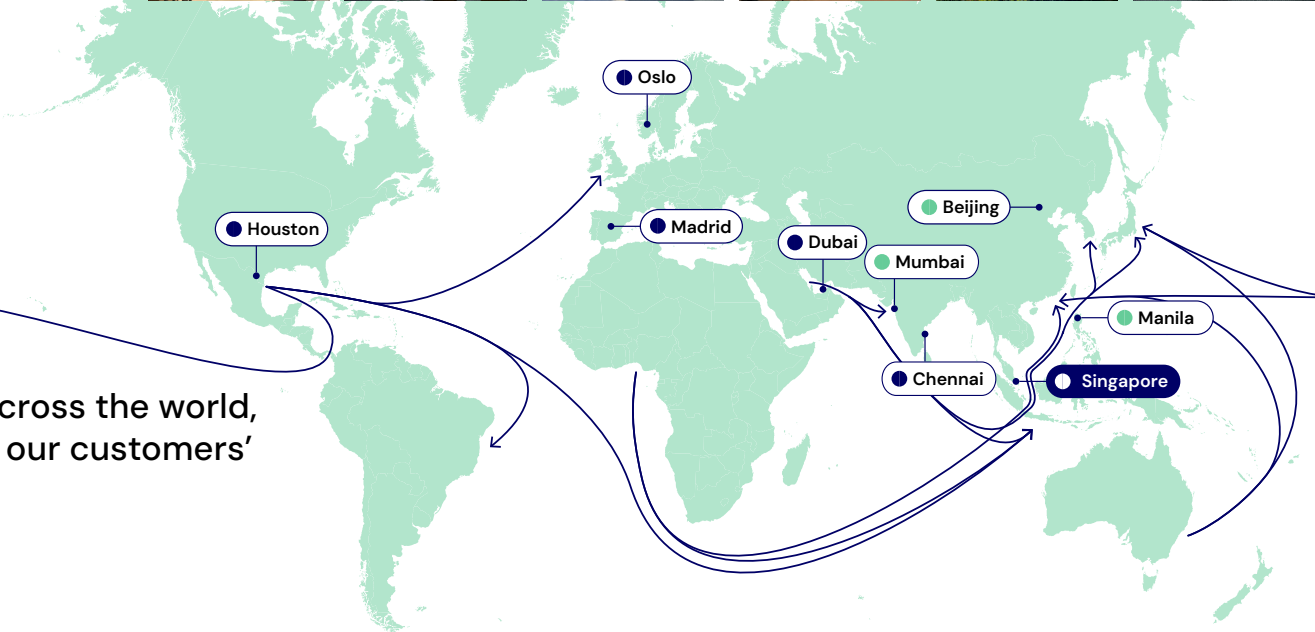 Oslo
Houston
Madrid
Beijing
Dubai
Mumbai
Manila
Chennai
Singapore
cross the world,
our customers’